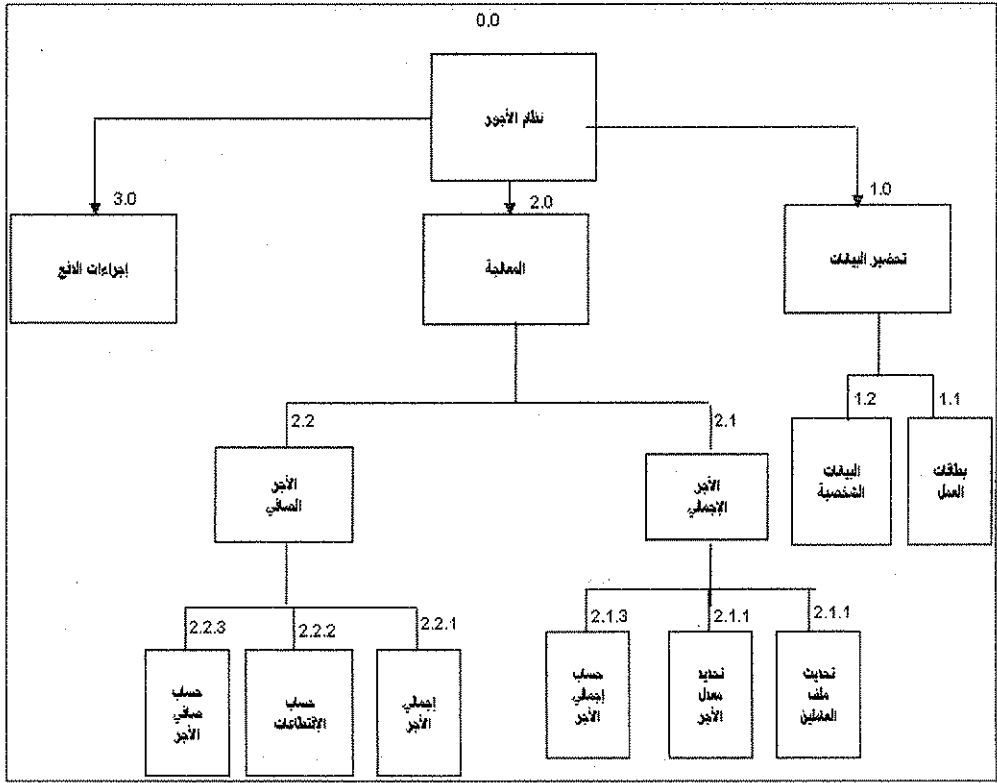 0.0
نظام الأجور
1.0
2.0
3.0
تحضير البيانات
المعالجة
إجراءات الدفع
1.1
1.2
2.1
2.2
بطاقات
العمل
البيانات
الشخصية
الأجر
الإجمالي
الأجر
الصافي
2.1.1
2.1.1
2.1.3
2.2.1
2.2.2
2.2.3
تحديث
ملف
العاملين
تحديد
معدل
الأجر
حساب
إجمالي
الأجر
إجمالي
الأجر
حساب
الإقتطاعات
حساب
صافي
الأجر